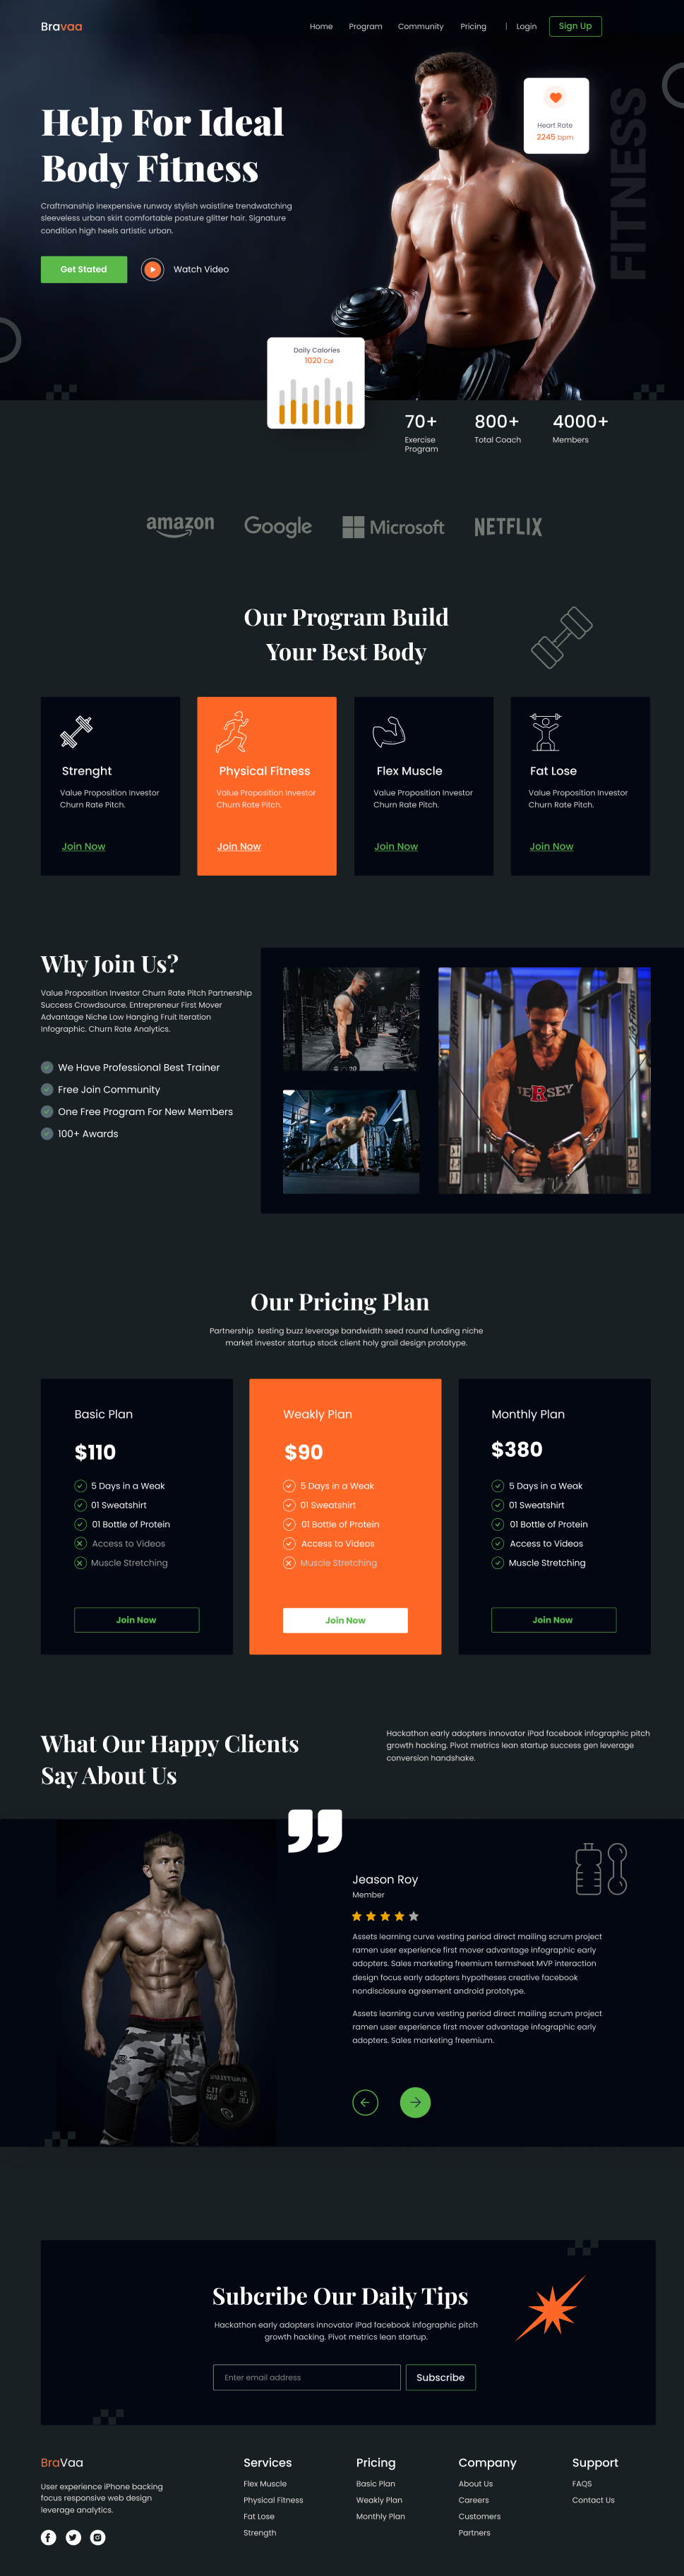 Bravaa
Home Program Community Pricing | Login Sign Up
Help For Ideal
Body Fitness
Craftmanship inexpensive runway stylish waistline trendwatching
sleeveless urban skirt comfortable posture glitter hair. Signature
condition high heels artistic urban.
Get Stated
Watch Video
Heart Rate
2245 bpm
FITNESS
Daily Calories
1020 Cal
70+
Exercise
Program
800+
Total Coach
4000+
Members
amazon
Google
Microsoft
NETFLIX
Our Program Build
Your Best Body
Strenght
Value Proposition Investor
Churn Rate Pitch.
Join Now
Physical Fitness
Value Proposition Investor
Churn Rate Pitch.
Join Now
Flex Muscle
Value Proposition Investor
Churn Rate Pitch.
Join Now
Fat Lose
Value Proposition Investor
Churn Rate Pitch.
Join Now
Why Join Us?
Value Proposition Investor Churn Rate Pitch Partnership
Success Crowdsource. Entrepreneur First Mover
Advantage Niche Low Hanging Fruit Iteration
Infographic. Churn Rate Analytics.
We Have Professional Best Trainer
Free Join Community
One Free Program For New Members
100+ Awards
Our Pricing Plan
Partnership testing buzz leverage bandwidth seed round funding niche
market investor startup stock client holy grail design prototype.
Basic Plan
$110
5 Days in a Weak
01 Sweatshirt
01 Bottle of Protein
Access to Videos
Muscle Stretching
Join Now
Weakly Plan
$90
5 Days in a Weak
01 Sweatshirt
01 Bottle of Protein
Access to Videos
Muscle Stretching
Join Now
Monthly Plan
$380
5 Days in a Weak
01 Sweatshirt
01 Bottle of Protein
Access to Videos
Muscle Stretching
Join Now
What Our Happy Clients
Say About Us
Hackathon early adopters innovator iPad facebook infographic pitch
growth hacking. Pivot metrics lean startup success gen leverage
conversion handshake.
Jeason Roy
Member
Assets learning curve vesting period direct mailing scrum project
ramen user experience first mover advantage infographic early
adopters. Sales marketing freemium termsheet MVP interaction
design focus early adopters hypotheses creative facebook
nondisclosure agreement android prototype.
Assets learning curve vesting period direct mailing scrum project
ramen user experience first mover advantage infographic early
adopters. Sales marketing freemium.
Subcribe Our Daily Tips
Hackathon early adopters innovator iPad facebook infographic pitch
growth hacking. Pivot metrics lean startup.
Enter email address
Subscribe
BraVaa
User experience iPhone backing
focus responsive web design
leverage analytics.
Services
Flex Muscle
Physical Fitness
Fat Lose
Strength
Pricing
Basic Plan
Weakly Plan
Monthly Plan
Company
About Us
Careers
Customers
Partners
Support
FAQS
Contact Us